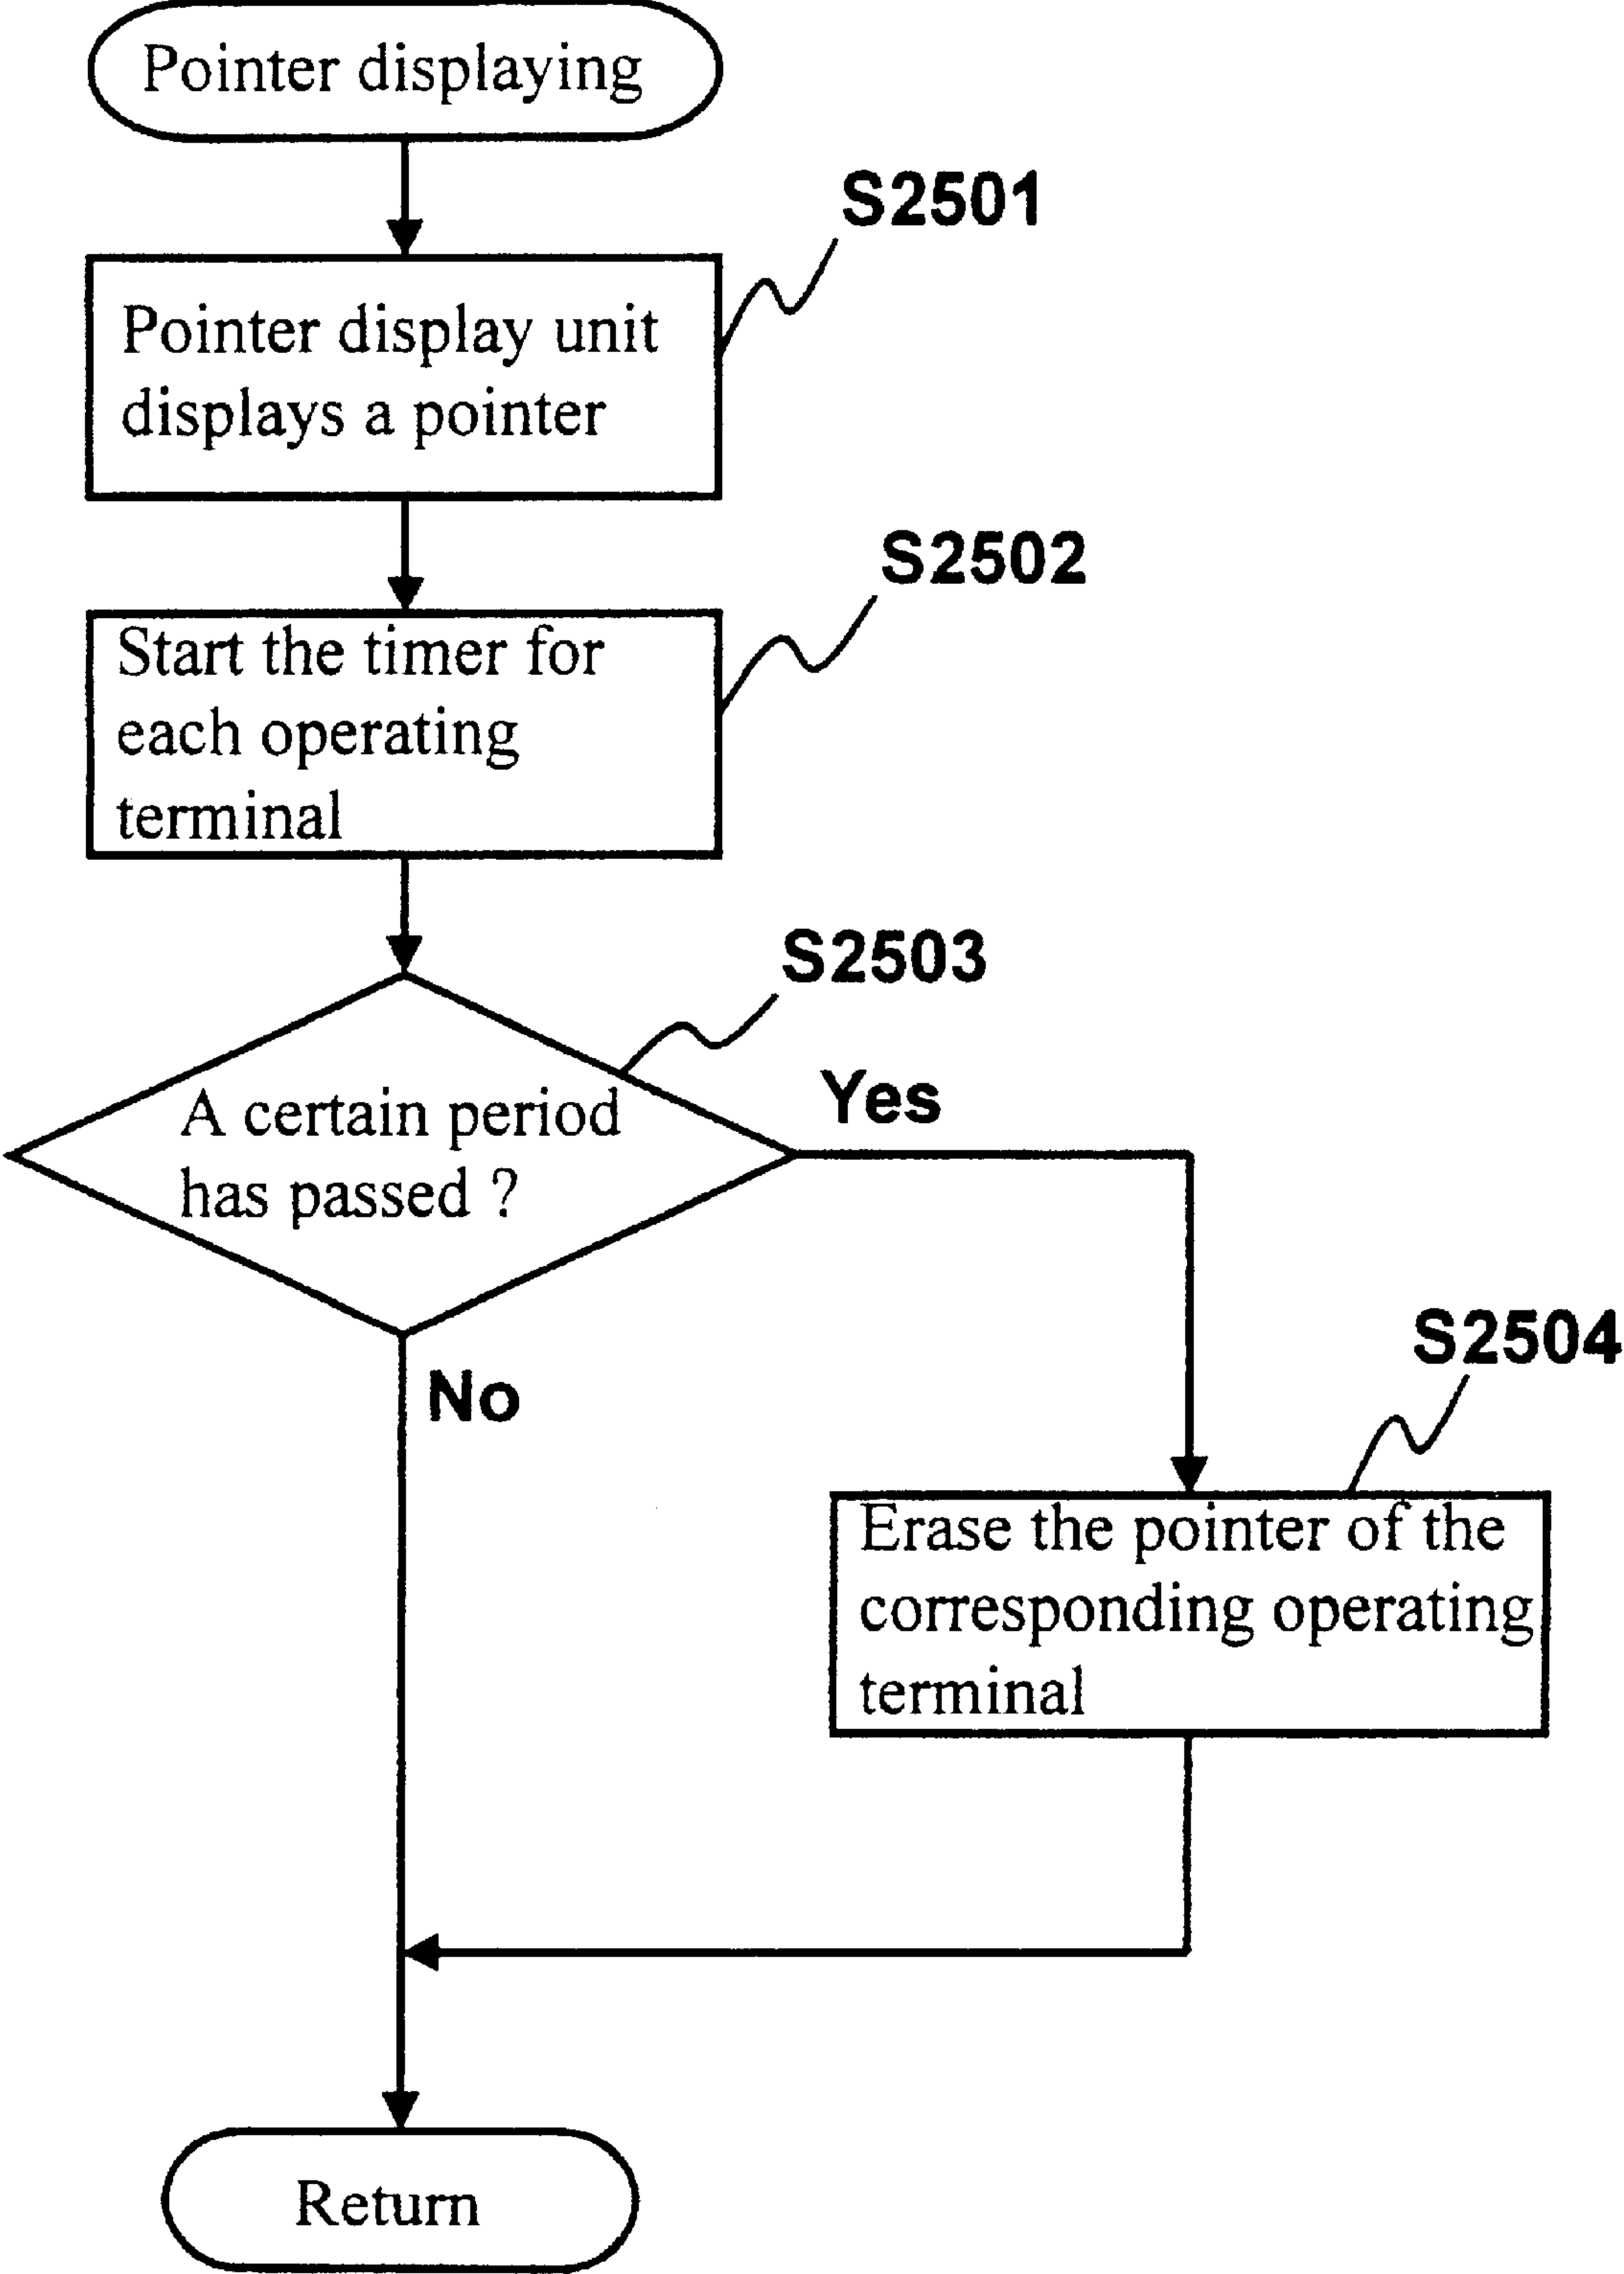 Pointer displaying
S2501
Pointer display unit
displays a pointer
S2502
Start the timer for
each operating
terminal
S2503
A certain period
has passed ?
Yes
No
S2504
Erase the pointer of the
corresponding operating
terminal
Return